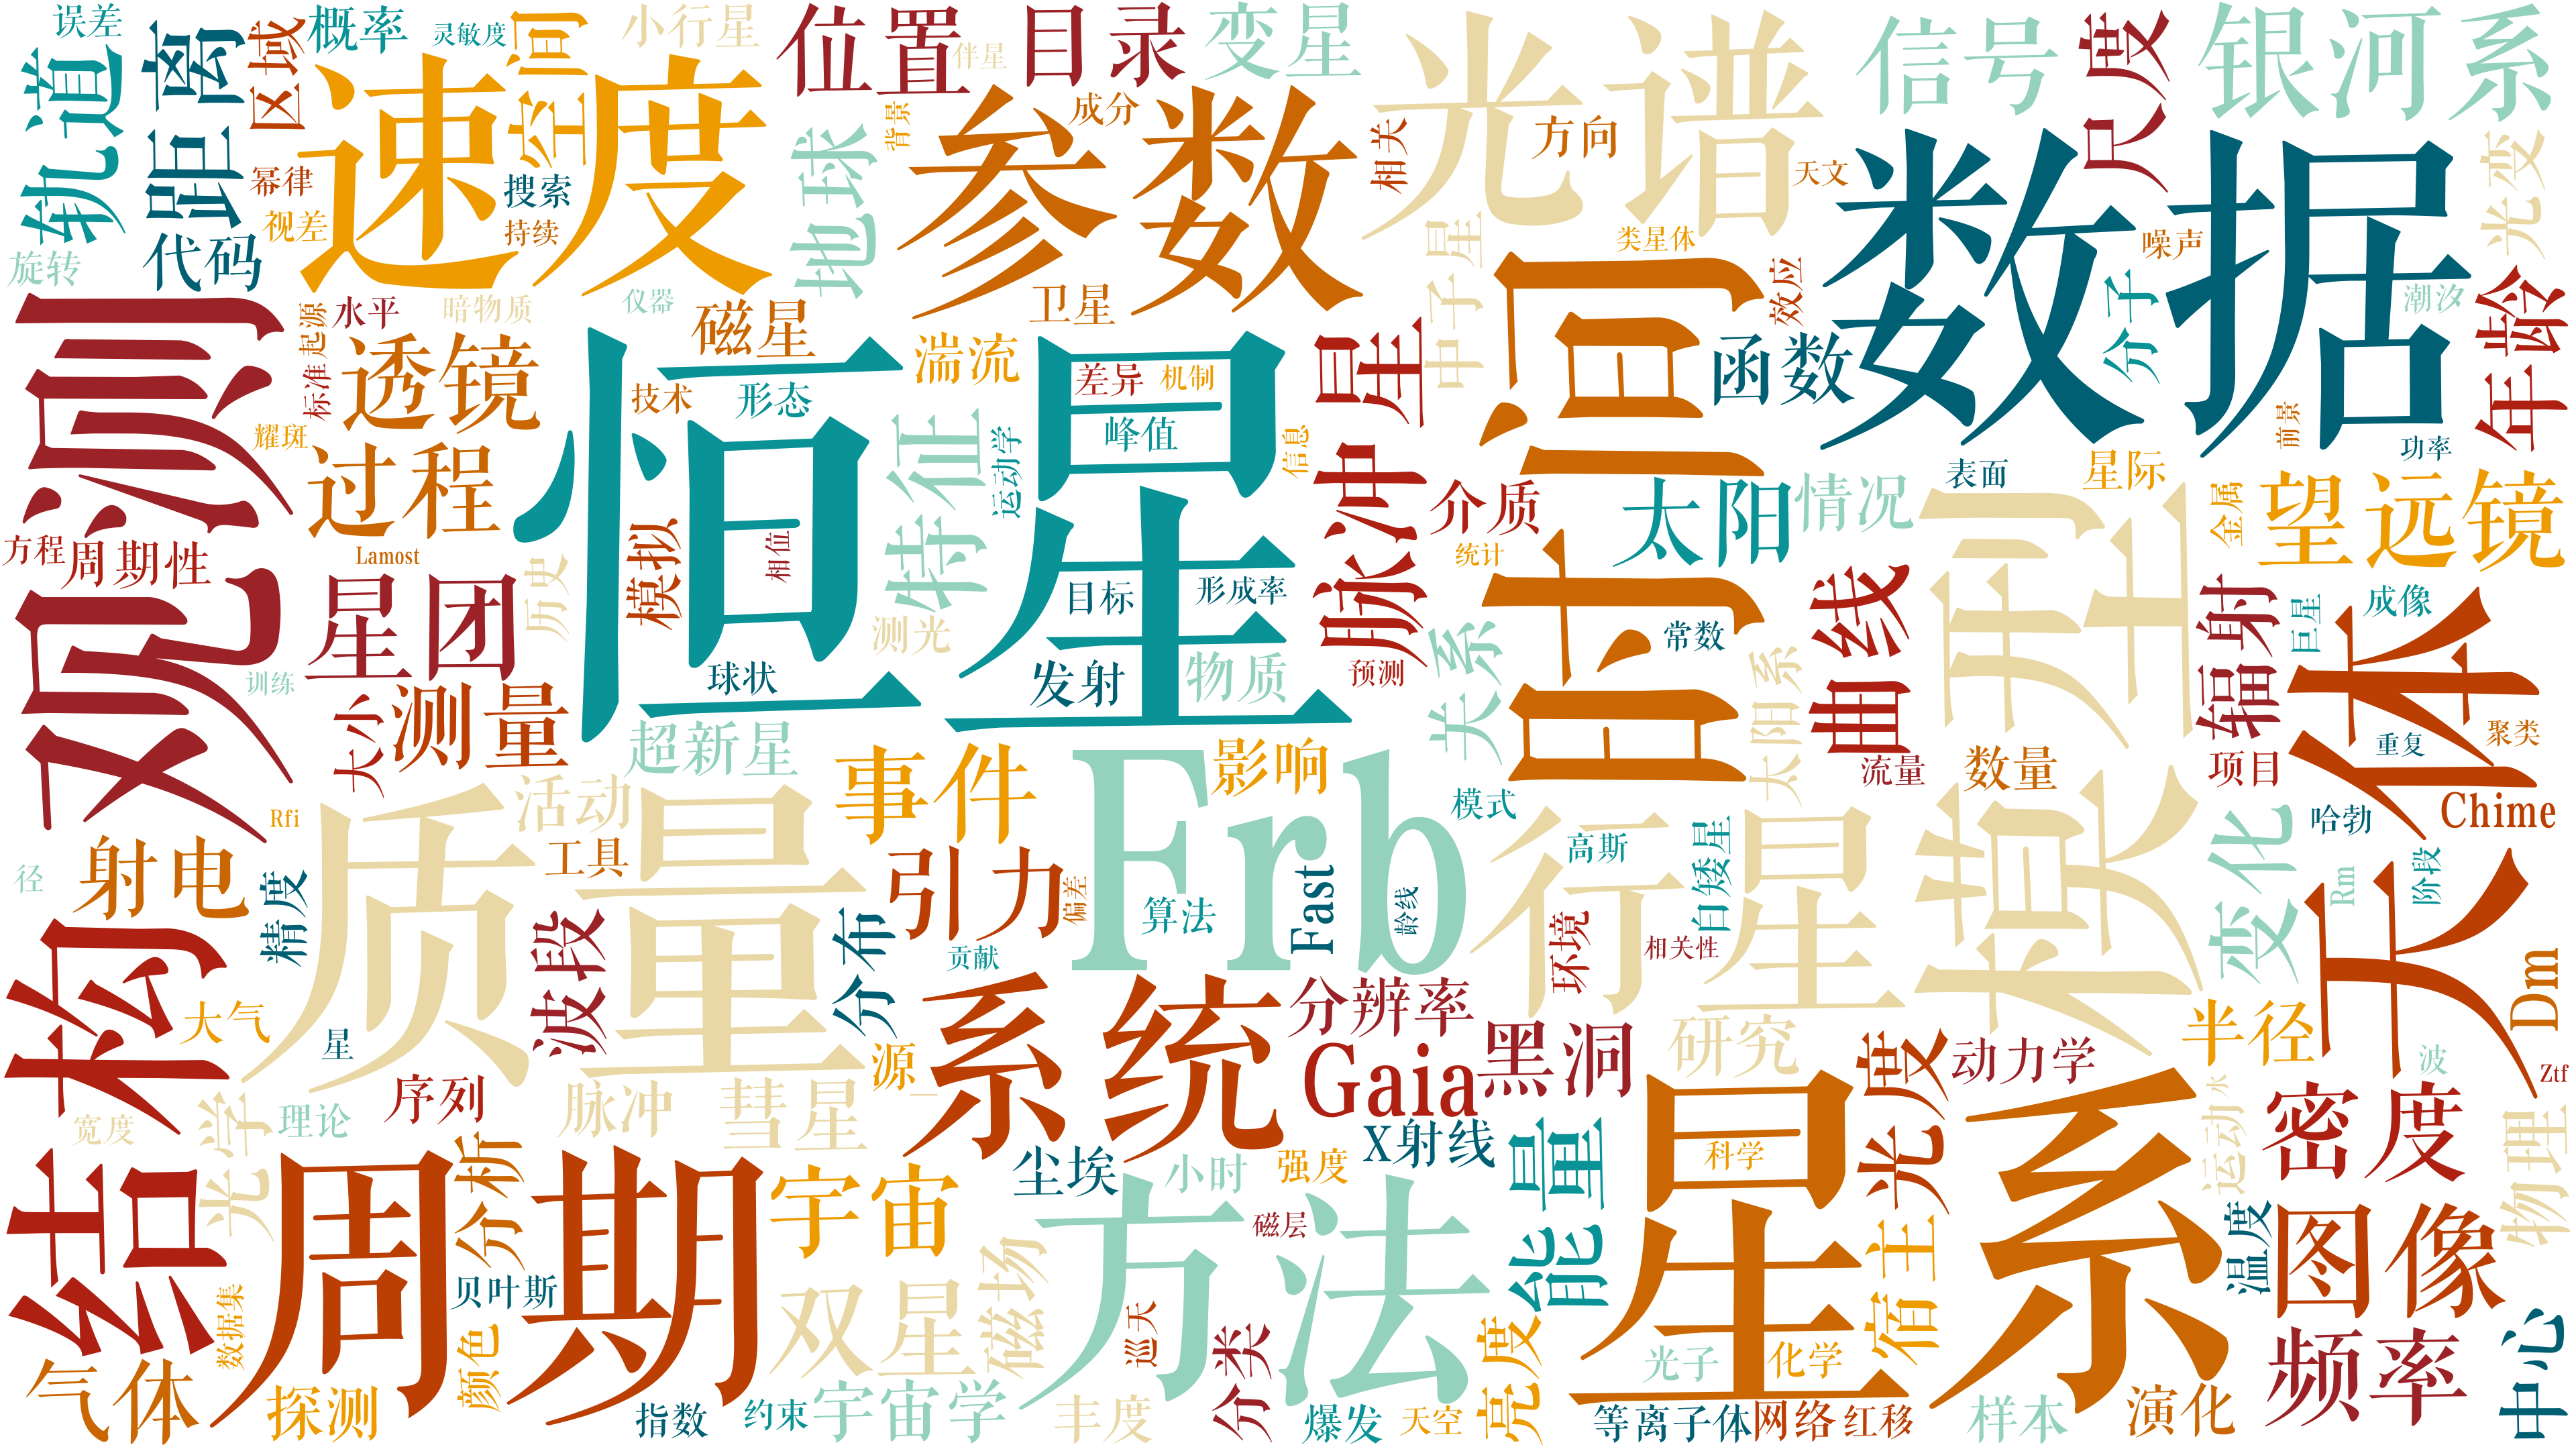 误差
轨道
距离
区域
概率
灵敏度
空间
小行星
位置
伴星
目录
变星
光谱
信号
尺度
银河系
速度
背景
参数
成分
相关
方向
天文
光变
数据
幂律
视差
搜索
持续
地球
中子星
类星体
噪声
旋转
代码
标准
起源
水平
暗物质
仪器
磁星
卫星
时间
效应
函数
分子
潮汐
年龄
观测
透镜
技术
形态
湍流
差异
机制
脉冲星
前景
功率
耀斑
过程
恒星
特征
运动学
峰值
信息
介质
太阳
情况
表面
星际
金属
望远镜
方程
周期性
Lamost
历史
模拟
相位
测光
目标
形成率
统计
模型
曲线
辐射
巨星
成像
天体
星团
训练
球状
发射
物质
预测
关系
常数
太阳系
大小
测量
超新星
事件
影响
流量
数量
项目
重复
聚类
Rfi
质量
活动
工具
Frb
模式
行星
高斯
白矮星
变化
哈勃
Chime
径
射电
精度
引力
偏差
算法
Fast
龄线
环境
相关性
Rm
阶段
结构
大气
星
波段
分布
贡献
系统
分辨率
Gaia
黑洞
研究
光度
动力学
半径
波
Dm
Ztf
宽度
光学
理论
序列
脉冲
彗星
源
_
尘埃
小时
强度
X射线
能量
星系
科学
运动
水
密度
物理
周期
分析
宇宙
方法
磁层
宿主
温度
图像
数据集
贝叶斯
双星
磁场
巡天
分类
亮度
光子
化学
频率
中心
气体
探测
颜色
指数
约束
宇宙学
丰度
爆发
天空
等离子体
网络
红移
样本
演化